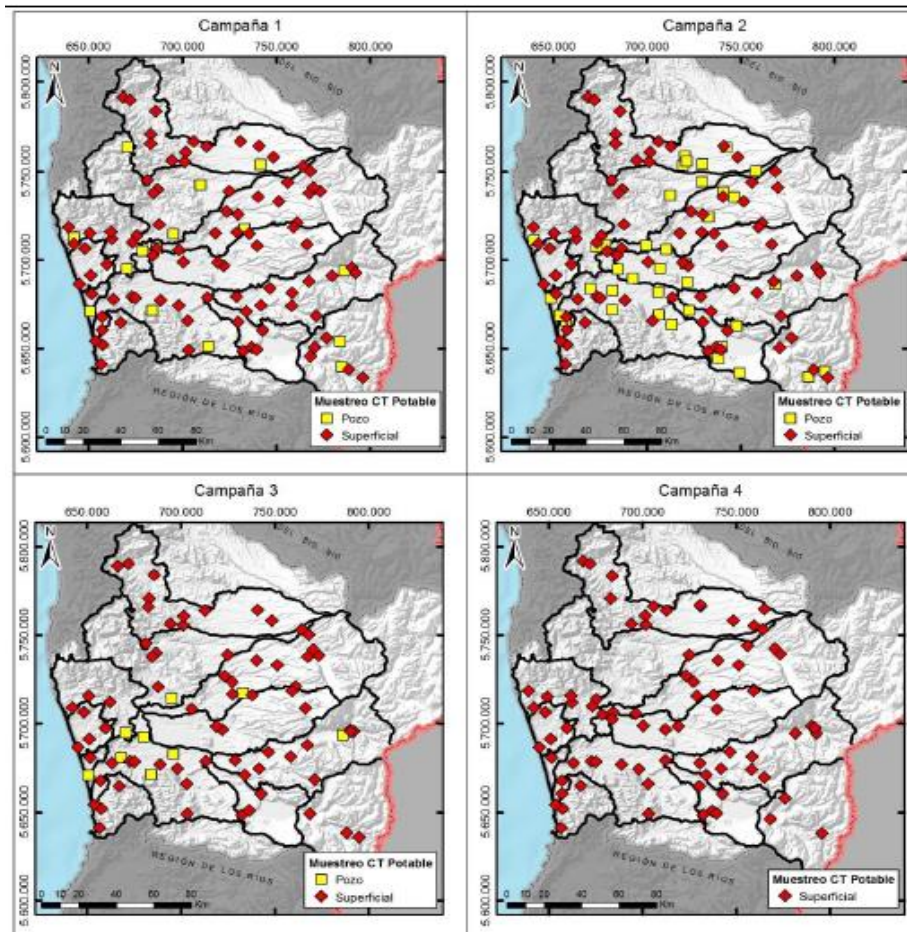 Campaña 1
650.000 700.000 750.000 800.000
5.800.000
5.750.000
5.700.000
5.650.000
5.600.000
N
DEL BIO BIO
REGIÓN DE LOS RÍOS
0 10 20 40 60 80
Km
Muestreo CT Potable
Pozo
Superficial
Campaña 2
650.000 700.000 750.000 800.000
5.800.000
5.750.000
5.700.000
5.650.000
5.600.000
N
DEL BIO BIO
REGIÓN DE LOS RÍOS
0 10 20 40 60 80
Km
Muestreo CT Potable
Pozo
Superficial
Campaña 3
650.000 700.000 750.000 800.000
5.800.000
5.750.000
5.700.000
5.650.000
5.600.000
N
DEL BIO BIO
REGIÓN DE LOS RÍOS
0 10 20 40 60 80
Km
Muestreo CT Potable
Pozo
Superficial
Campaña 4
650.000 700.000 750.000 800.000
5.800.000
5.750.000
5.700.000
5.650.000
5.600.000
N
DEL BIO BIO
REGIÓN DE LOS RÍOS
0 10 20 40 60 80
Km
Muestreo CT Potable
Superficial